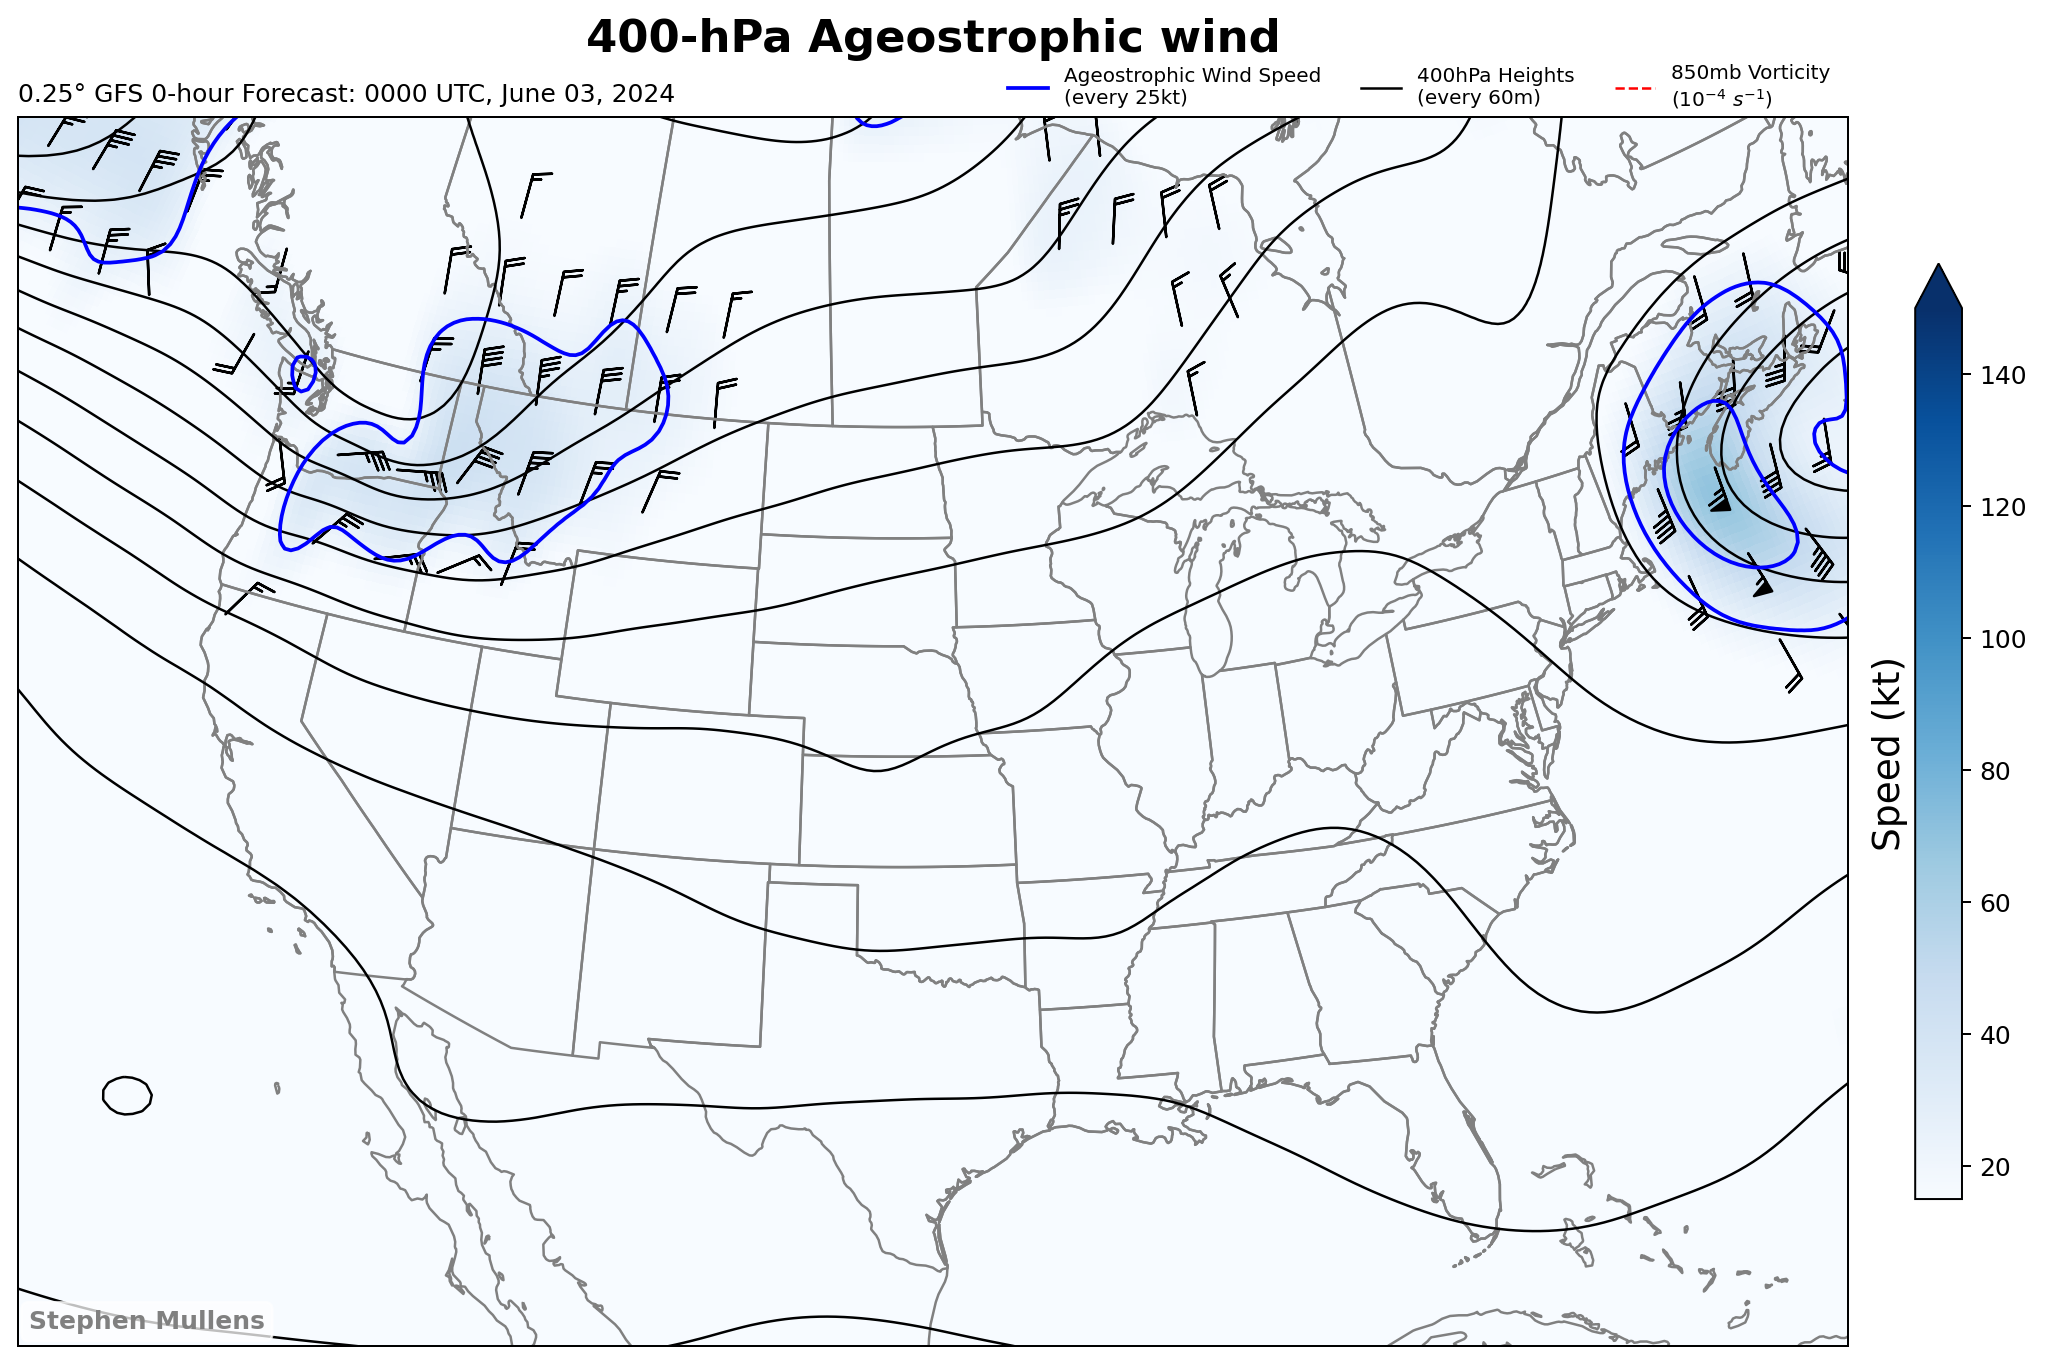 400-hPa Ageostrophic wind
0.25° GFS 0-hour Forecast: 0000 UTC, June 03, 2024
Ageostrophic Wind Speed
(every 25kt)
400hPa Heights
(every 60m)
850mb Vorticity
(10⁻⁴ s⁻¹)
140
120
100
80
60
40
20
Speed (kt)
Stephen Mullens